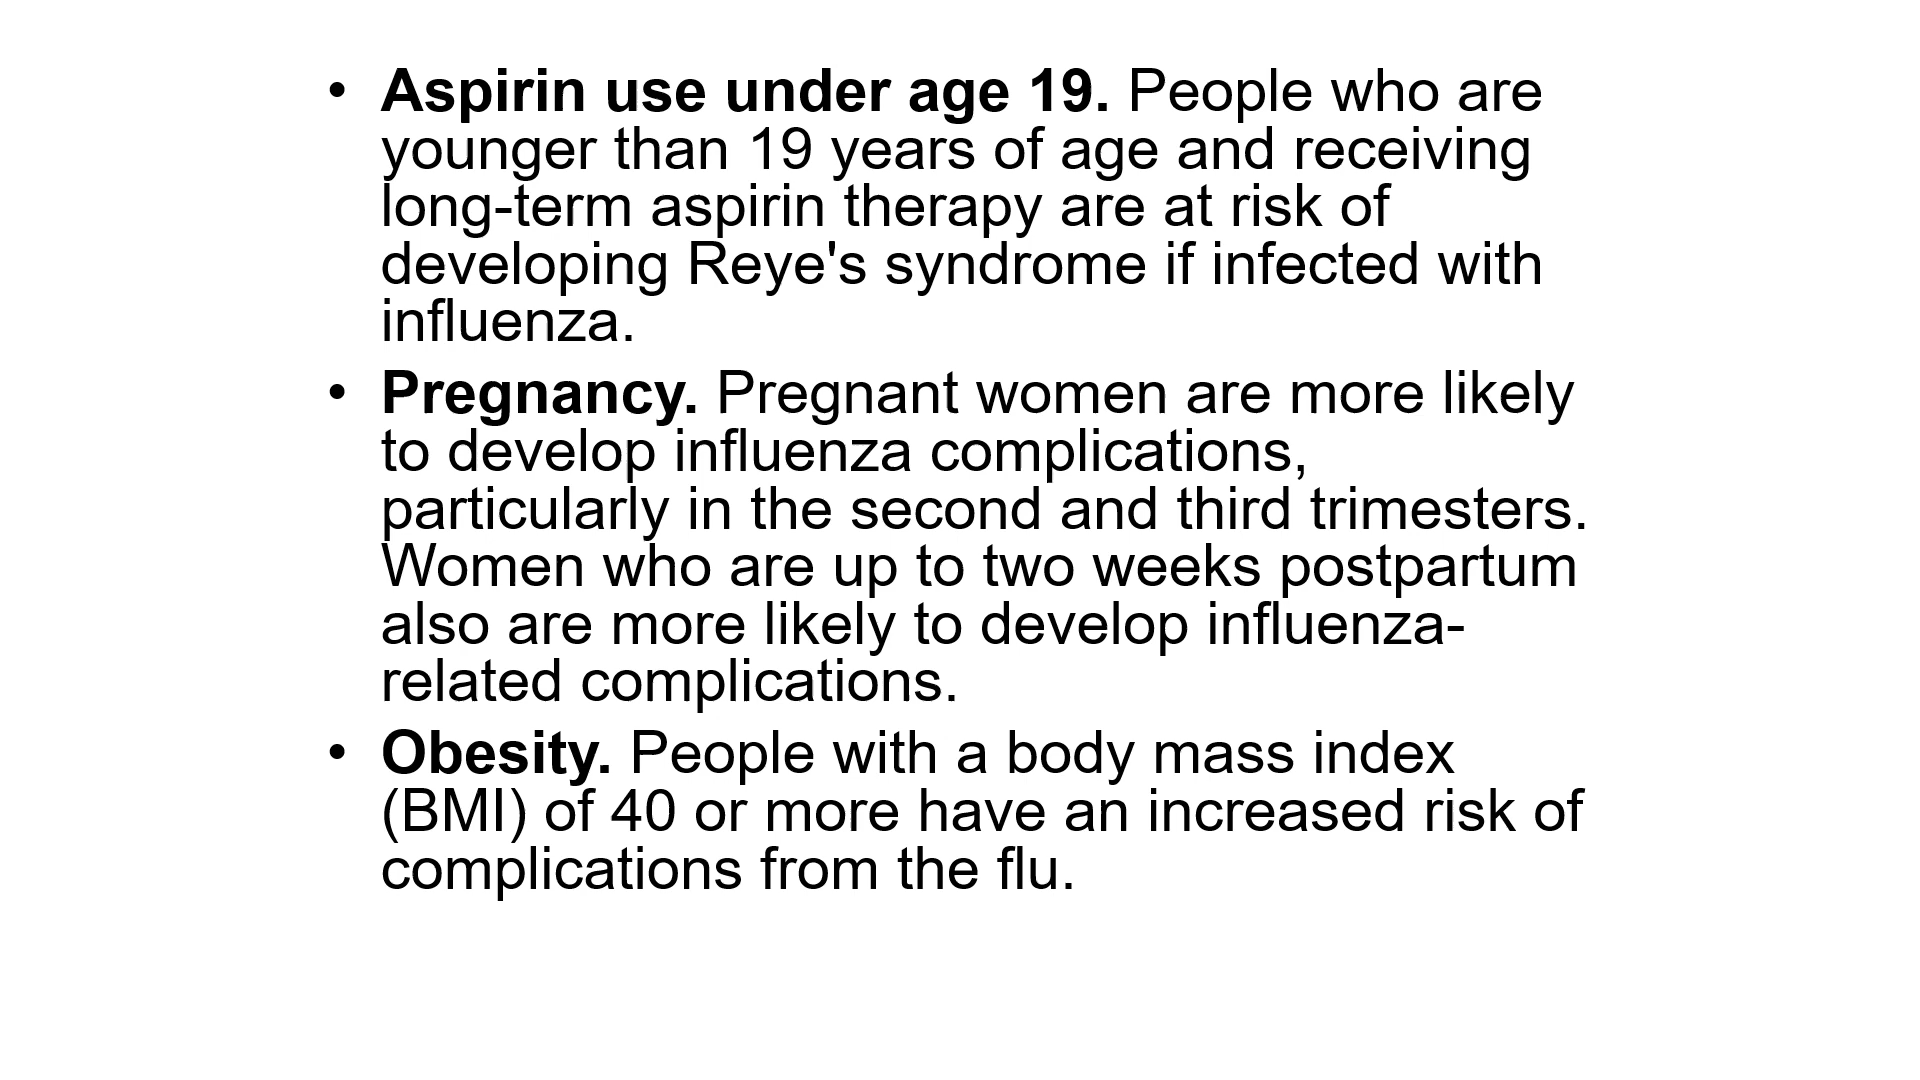 • Aspirin use under age 19. People who are
younger than 19 years of age and receiving
long-term aspirin therapy are at risk of
developing Reye's syndrome if infected with
influenza.
• Pregnancy. Pregnant women are more likely
to develop influenza complications,
particularly in the second and third trimesters.
Women who are up to two weeks postpartum
also are more likely to develop influenza-
related complications.
• Obesity. People with a body mass index
(BMI) of 40 or more have an increased risk of
complications from the flu.